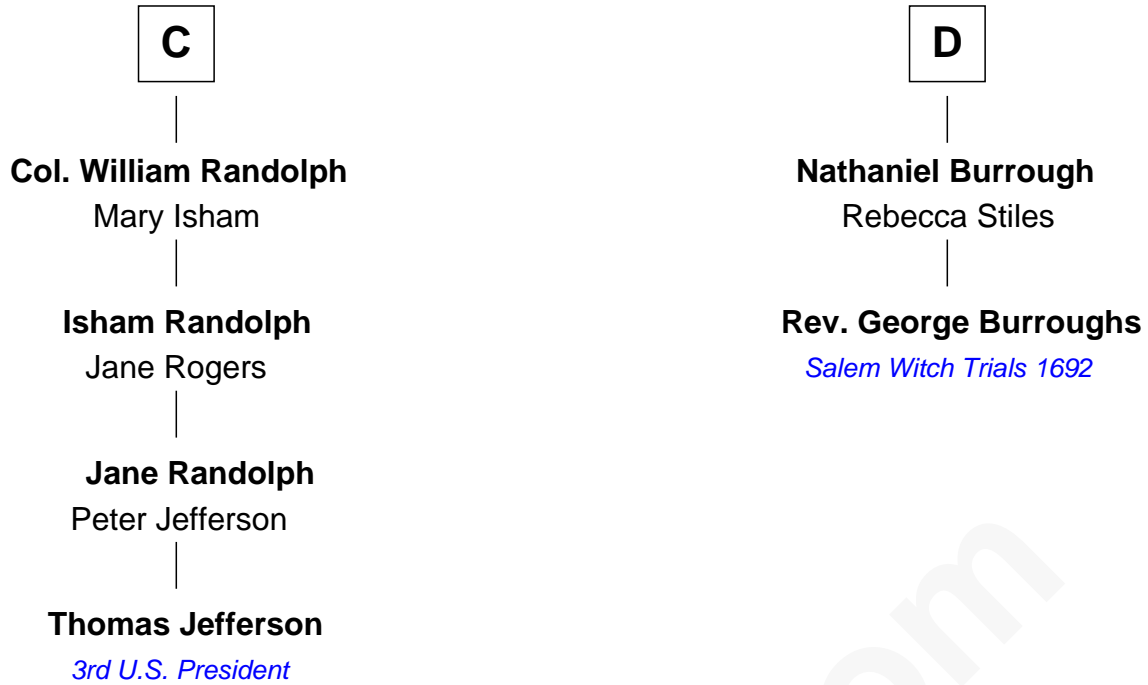 C
Col. William Randolph
Mary Isham
Isham Randolph
Jane Rogers
Jane Randolph
Peter Jefferson
Thomas Jefferson
3rd U.S. President
D
Nathaniel Burrough
Rebecca Stiles
Rev. George Burroughs
Salem Witch Trials 1692
om